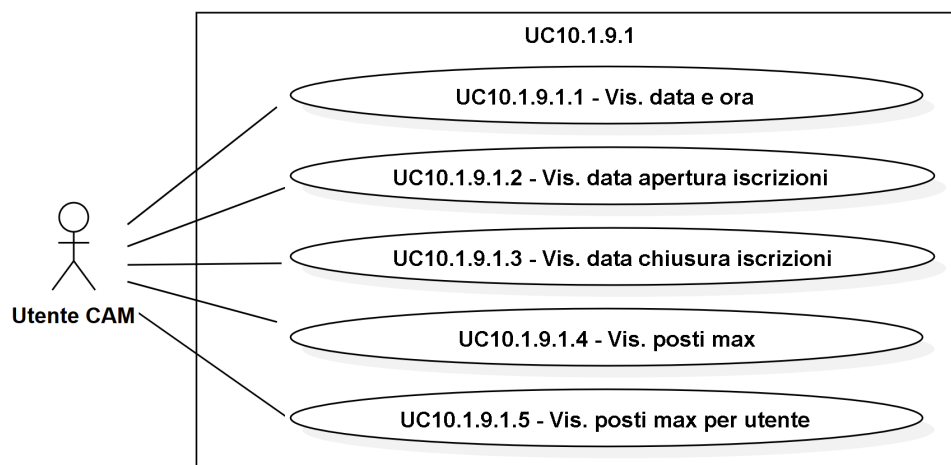 UC10.1.9.1
UC10.1.9.1.1 - Vis. data e ora
UC10.1.9.1.2 - Vis. data apertura iscrizioni
UC10.1.9.1.3 - Vis. data chiusura iscrizioni
Utente CAM
UC10.1.9.1.4 - Vis. posti max
UC10.1.9.1.5 - Vis. posti max per utente